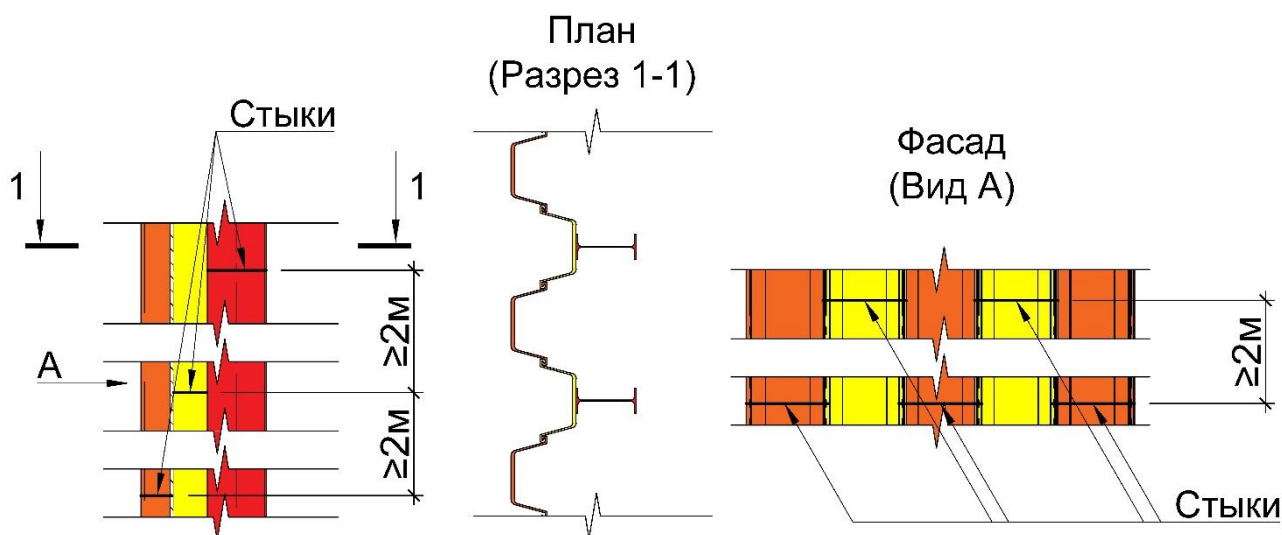 План
(Разрез 1-1)
Стыки
1
1
Фасад
(Вид А)
≥2м
А
≥2м
≥2м
Стыки